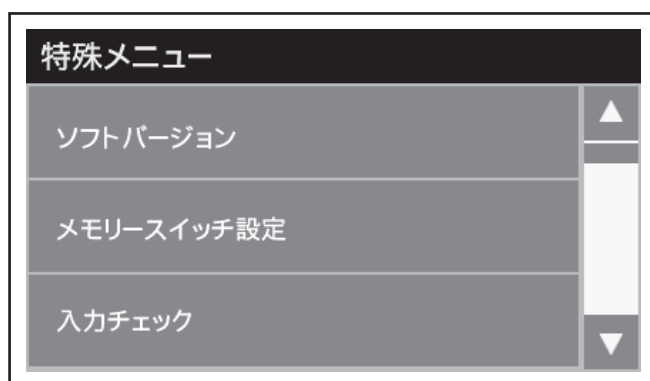 特殊メニュー
ソフトバージョン
メモリースイッチ設定
入力チェック